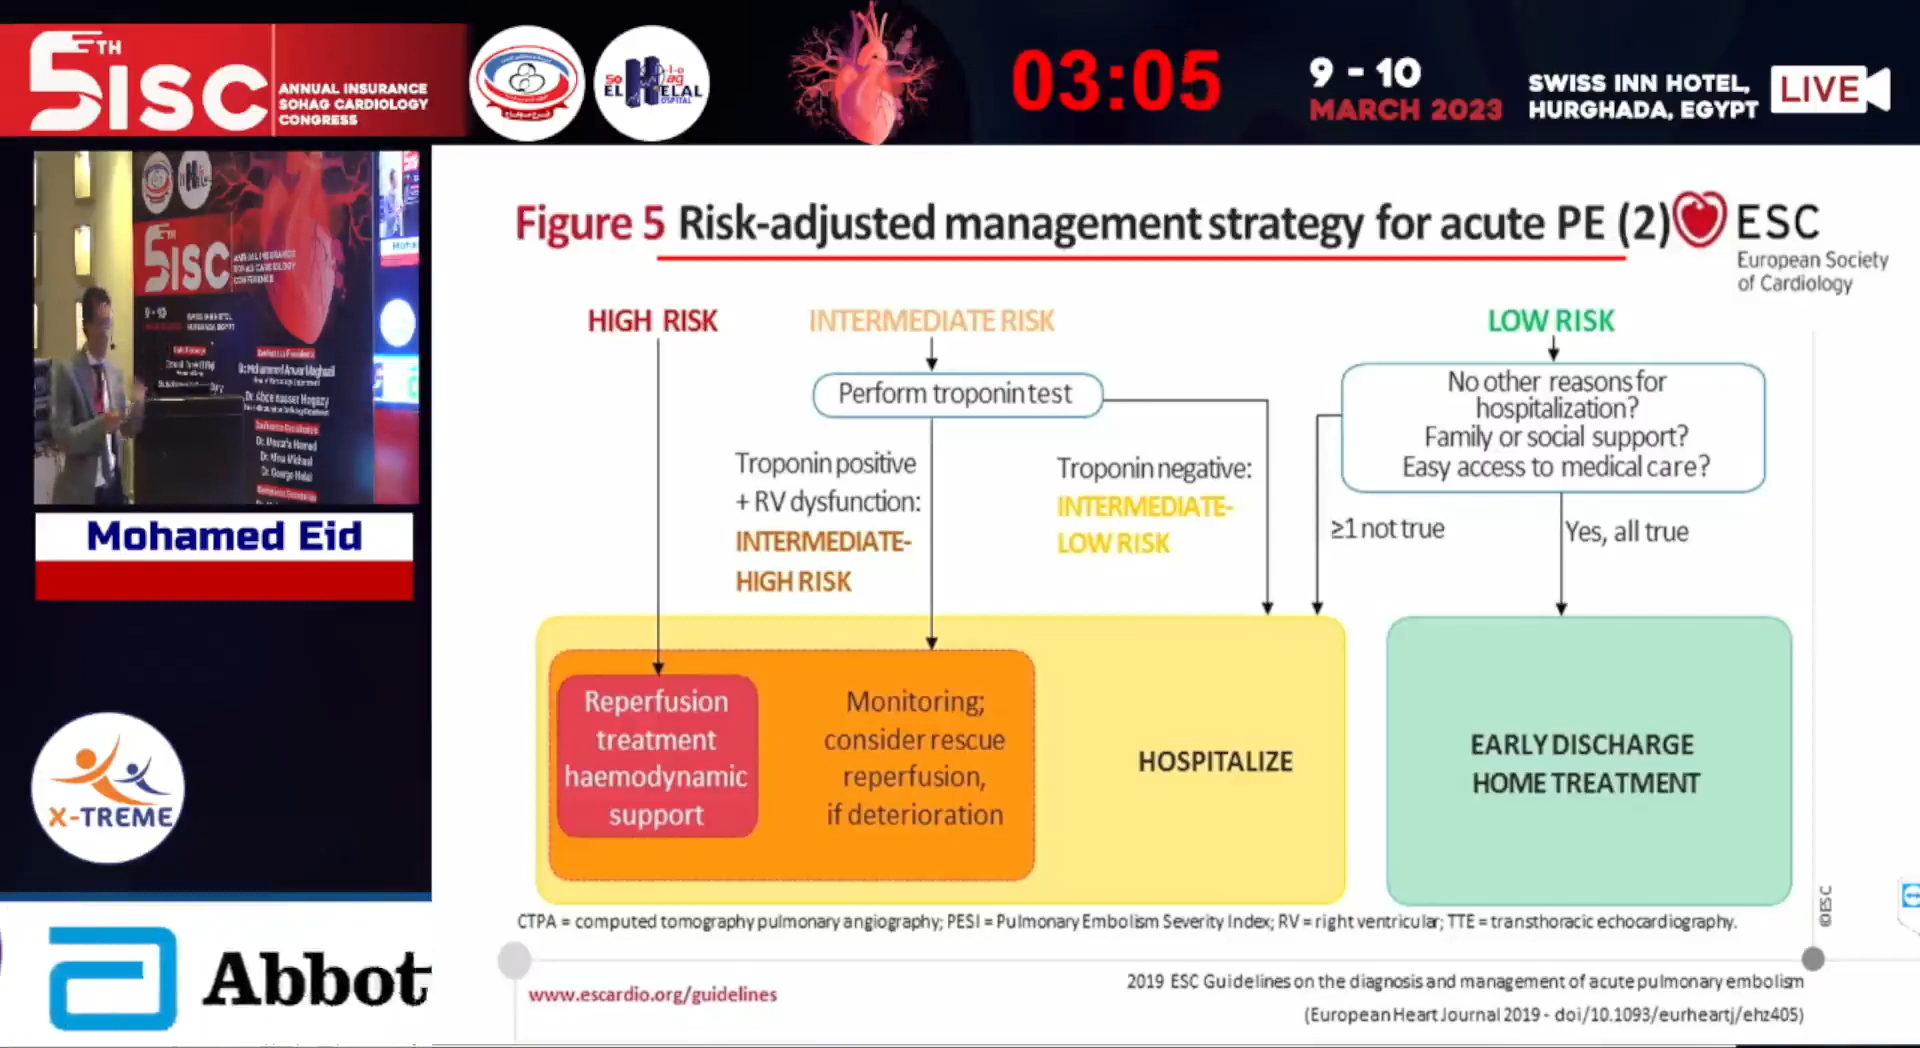 5TH
ISC
ANNUAL INSURANCE
SOHAG CARDIOLOGY
CONGRESS
EL HELAL
03:05
9 - 10
MARCH 2023
SWISS INN HOTEL,
HURGHADA, EGYPT
LIVE
5TH
ISC
9 - 10
Mohamed Eid
X-TREME
Abbot
Figure 5 Risk-adjusted management strategy for acute PE (2)
ESC
European Society
of Cardiology
HIGH RISK
INTERMEDIATE RISK
LOW RISK
Perform troponin test
No other reasons for
hospitalization?
Family or social support?
Easy access to medical care?
Troponin positive
+ RV dysfunction:
INTERMEDIATE-
HIGH RISK
Troponin negative:
INTERMEDIATE-
LOW RISK
≥1 not true
Yes, all true
Reperfusion
treatment
haemodynamic
support
Monitoring;
consider rescue
reperfusion,
if deterioration
HOSPITALIZE
EARLY DISCHARGE
HOME TREATMENT
©ESC
CTPA = computed tomography pulmonary angiography; PESI = Pulmonary Embolism Severity Index; RV = right ventricular; TTE = transthoracic echocardiography.
www.escardio.org/guidelines
2019 ESC Guidelines on the diagnosis and management of acute pulmonary embolism
(European Heart Journal 2019 - doi/10.1093/eurheartj/ehz405)